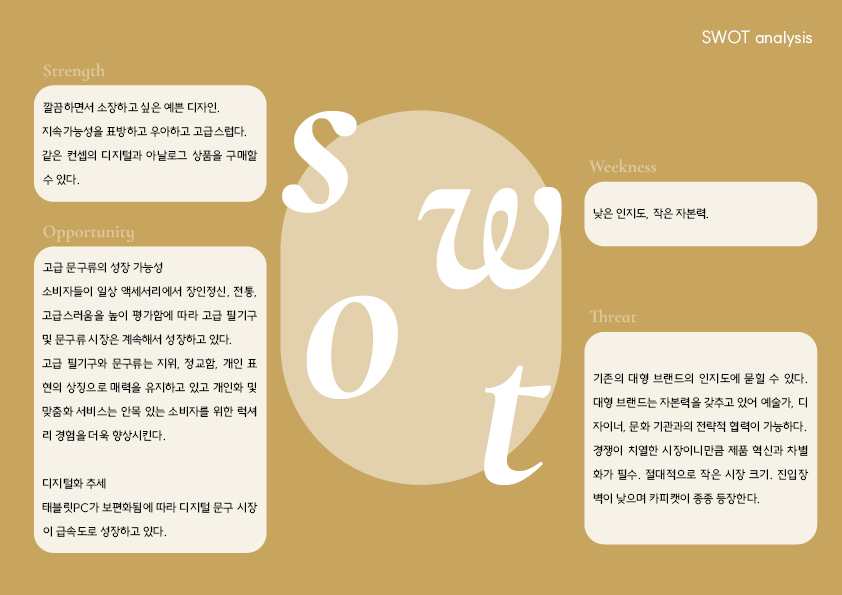 SWOT analysis
Strength
깔끔하면서 소장하고 싶은 예쁜 디자인.
지속가능성을 표방하고 우아하고 고급스럽다.
같은 컨셉의 디지털과 아날로그 상품을 구매할
수 있다.
Opportunity
고급 문구류의 성장 가능성
소비자들이 일상 액세서리에서 장인정신, 전통,
고급스러움을 높이 평가함에 따라 고급 필기구
및 문구류 시장은 계속해서 성장하고 있다.
고급 필기구와 문구류는 지위, 정교함, 개인 표
현의 상징으로 매력을 유지하고 있고 개인화 및
맞춤화 서비스는 안목 있는 소비자를 위한 럭셔
리 경험을 더욱 향상시킨다.
디지털화 추세
태블릿PC가 보편화됨에 따라 디지털 문구 시장
이 급속도로 성장하고 있다.
s
w
o
t
Weekness
낮은 인지도, 작은 자본력.
Threat
기존의 대형 브랜드의 인지도에 묻힐 수 있다.
대형 브랜드는 자본력을 갖추고 있어 예술가, 디
자이너, 문화 기관과의 전략적 협력이 가능하다.
경쟁이 치열한 시장이니만큼 제품 혁신과 차별
화가 필수. 절대적으로 작은 시장 크기. 진입장
벽이 낮으며 카피캣이 종종 등장한다.